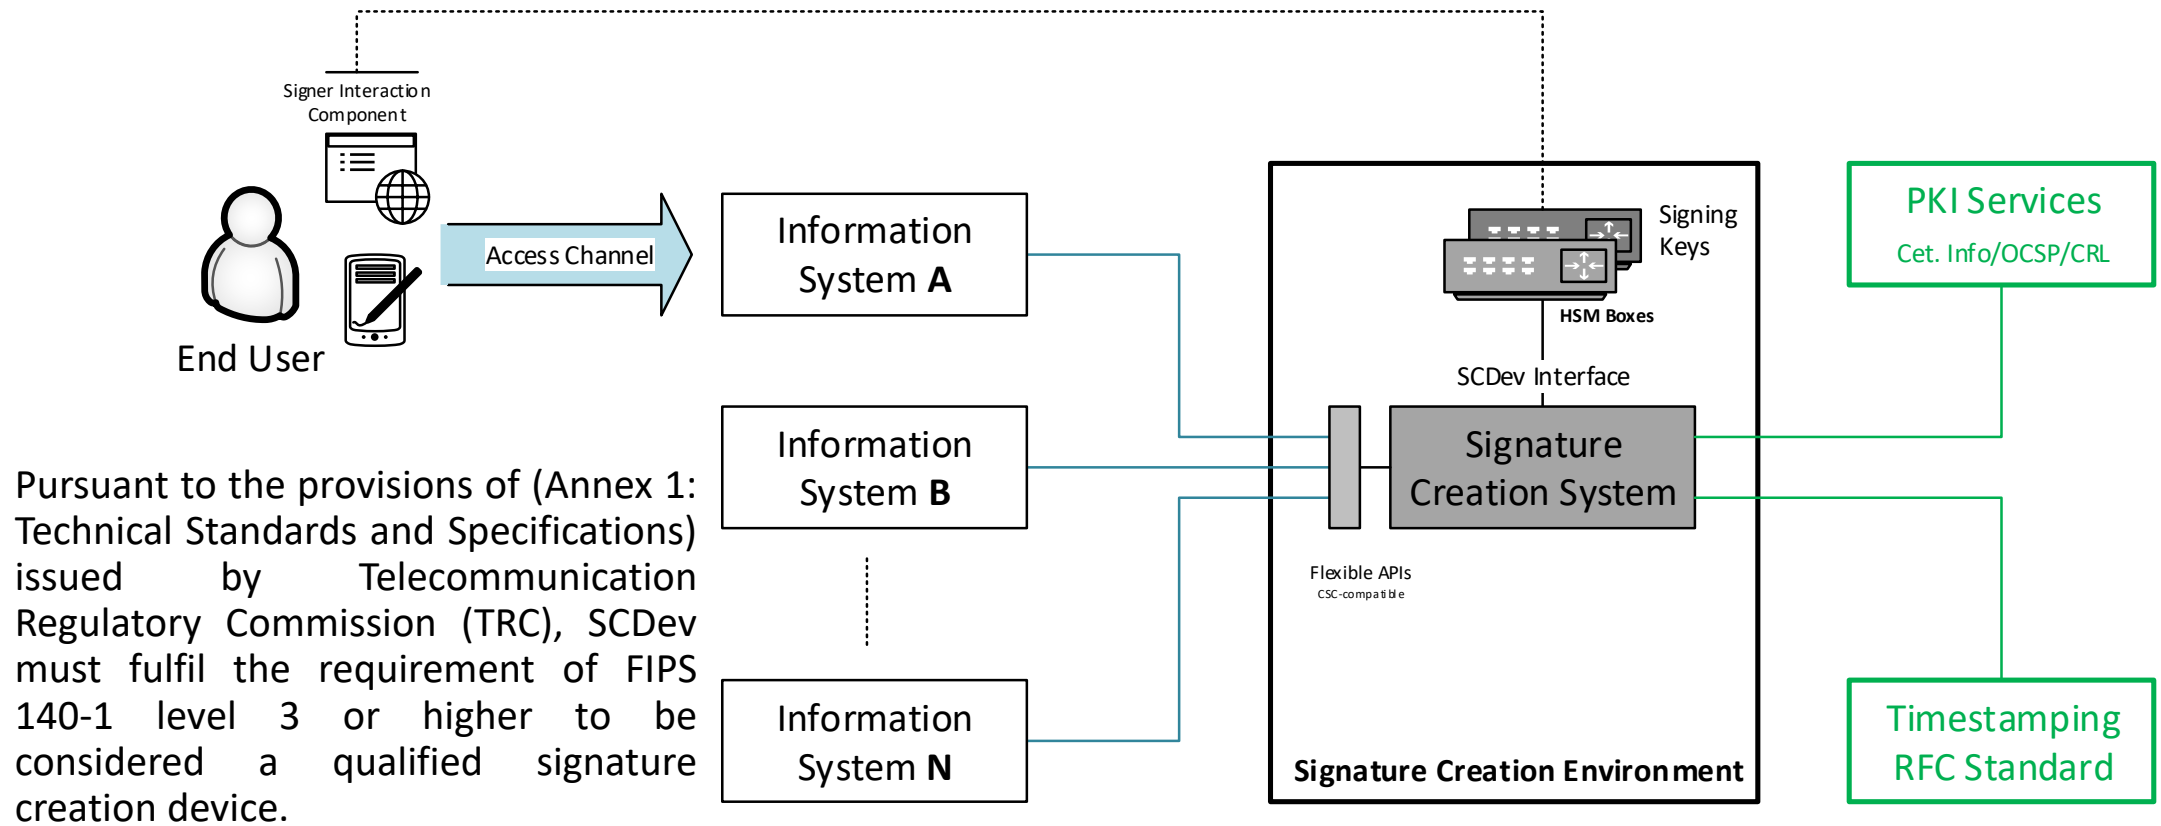 Signer Interaction
Component
End User
Access Channel
Information
System A
Information
System B
Information
System N
Signing
Keys
HSM Boxes
SCDev Interface
Signature
Creation System
Flexible APIs
CSC-compatible
Signature Creation Environment
PKI Services
Cet. Info/OCSP/CRL
Timestamping
RFC Standard
Pursuant to the provisions of (Annex 1:
Technical Standards and Specifications)
issued by Telecommunication
Regulatory Commission (TRC), SCDev
must fulfil the requirement of FIPS
140-1 level 3 or higher to be
considered a qualified signature
creation device.